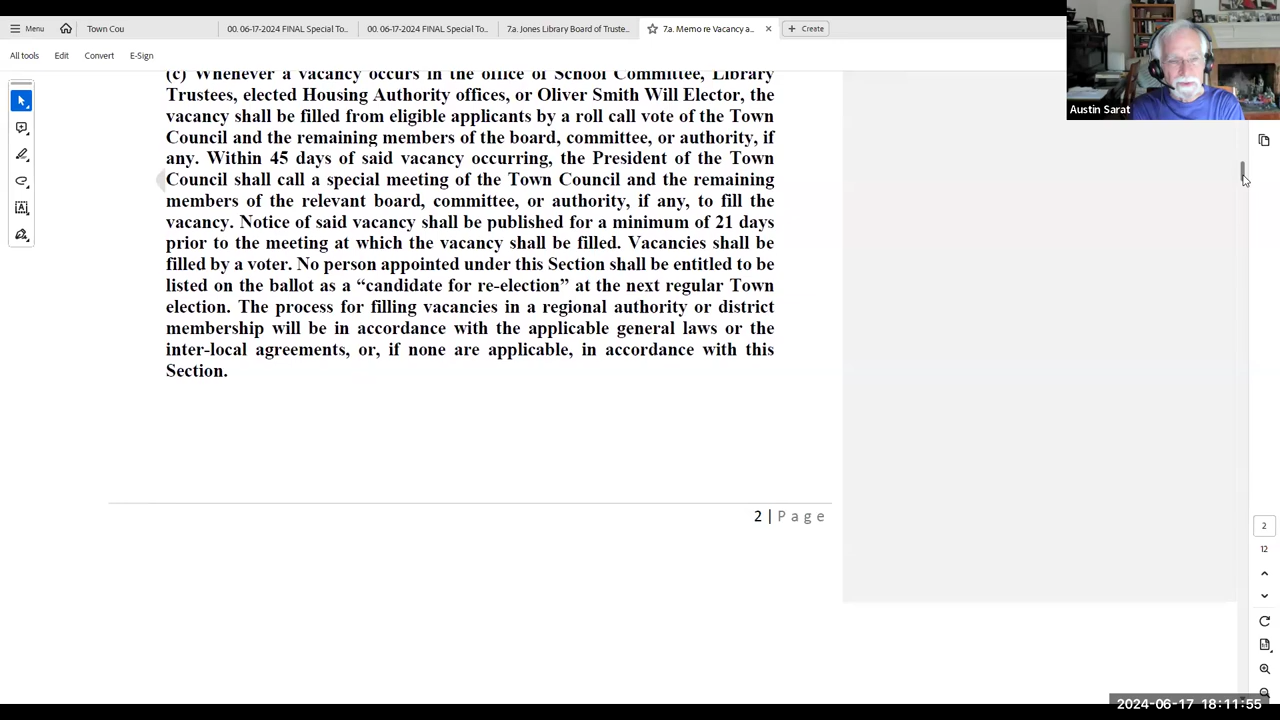 Menu
Town Cou
00. 06-17-2024 FINAL Special To...
00. 06-17-2024 FINAL Special To...
7.a. Jones Library Board of Truste...
7.a. Memo re Vacancy a...
Create
All tools
Edit
Convert
E-Sign
Austin Sarat
(c) Whenever a vacancy occurs in the office of School Committee, Library
Trustees, elected Housing Authority offices, or Oliver Smith Will Elector, the
vacancy shall be filled from eligible applicants by a roll call vote of the Town
Council and the remaining members of the board, committee, or authority, if
any. Within 45 days of said vacancy occurring, the President of the Town
Council shall call a special meeting of the Town Council and the remaining
members of the relevant board, committee, or authority, if any, to fill the
vacancy. Notice of said vacancy shall be published for a minimum of 21 days
prior to the meeting at which the vacancy shall be filled. Vacancies shall be
filled by a voter. No person appointed under this Section shall be entitled to be
listed on the ballot as a “candidate for re-election” at the next regular Town
election. The process for filling vacancies in a regional authority or district
membership will be in accordance with the applicable general laws or the
inter-local agreements, or, if none are applicable, in accordance with this
Section.
2 | Page
2
12
2024-06-17 18:11:55